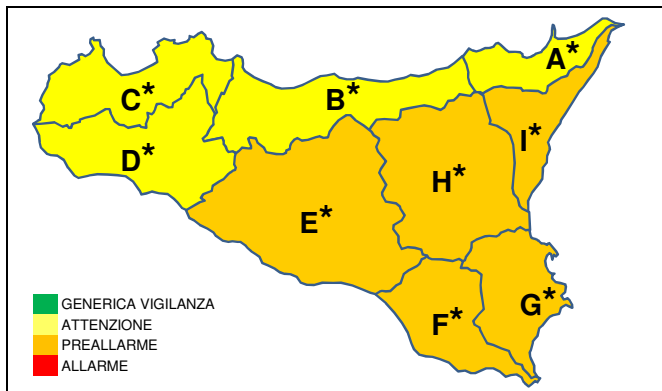 A*
C*
B*
I*
D*
H*
E*
G*
F*
GENERICA VIGILANZA
ATTENZIONE
PREALLARME
ALLARME